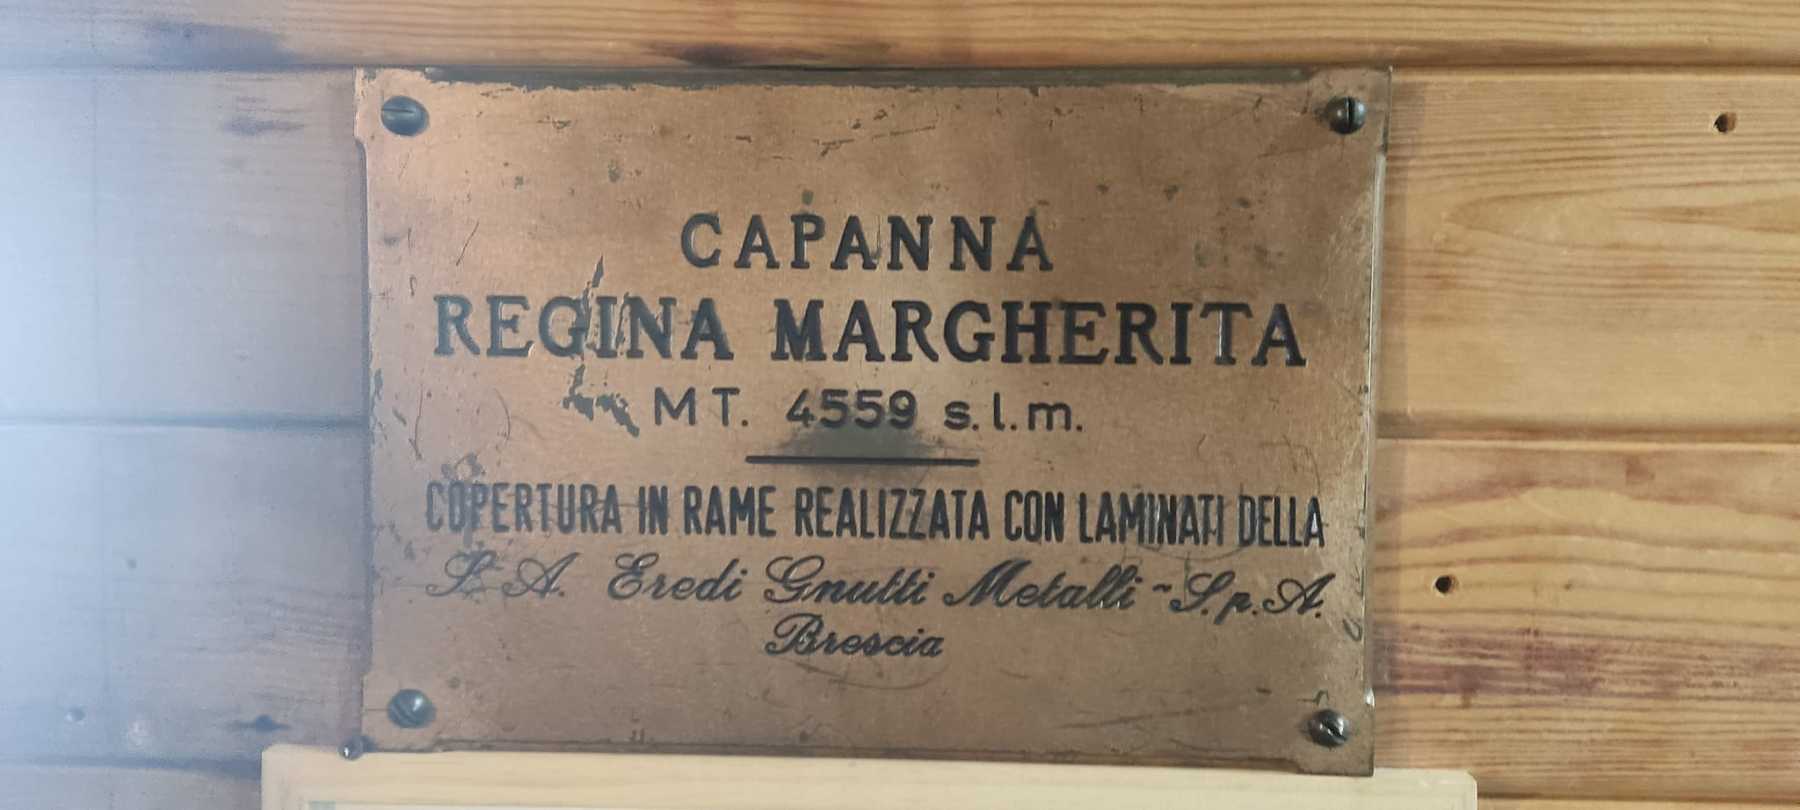 CAPANNA
REGINA MARGHERITA
MT. 4559 s.l.m.
COPERTURA IN RAME REALIZZATA CON LAMINATI DELLA
S.A. Eredi Gnutti Metalli - S.p.A.
Brescia